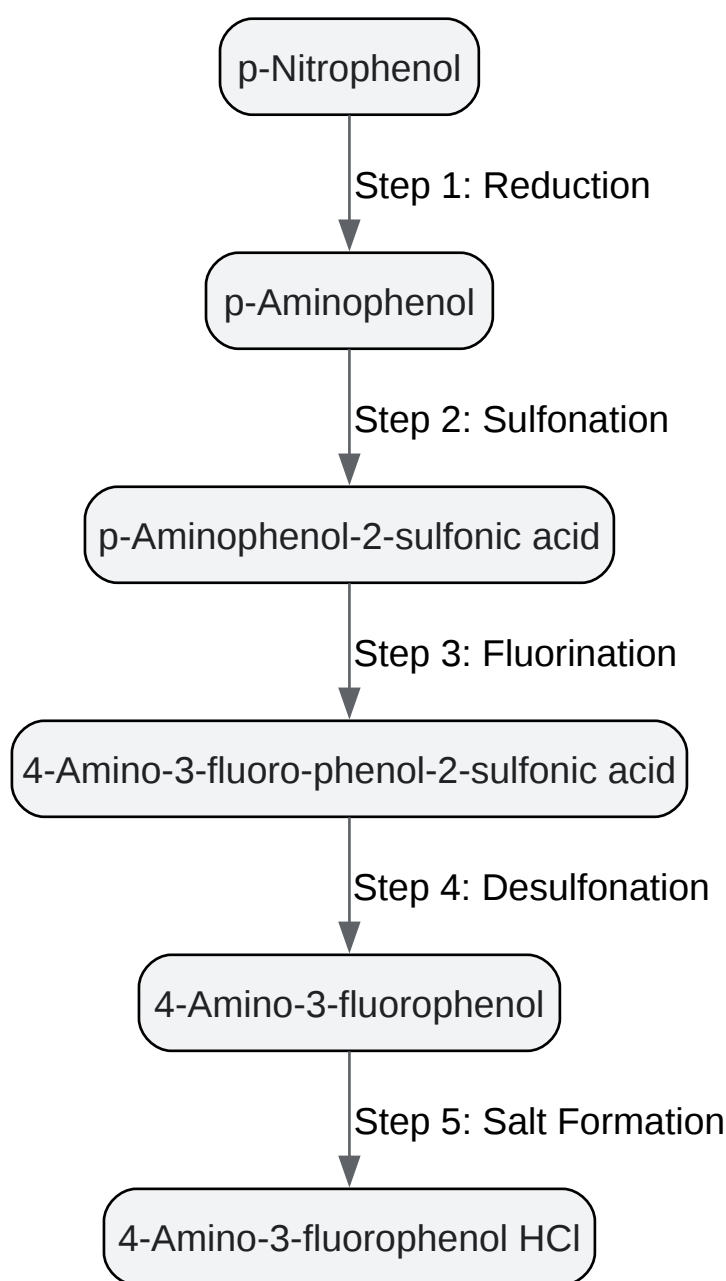 p-Nitrophenol
Step 1: Reduction
p-Aminophenol
Step 2: Sulfonation
p-Aminophenol-2-sulfonic acid
Step 3: Fluorination
4-Amino-3-fluoro-phenol-2-sulfonic acid
Step 4: Desulfonation
4-Amino-3-fluorophenol
Step 5: Salt Formation
4-Amino-3-fluorophenol HCl